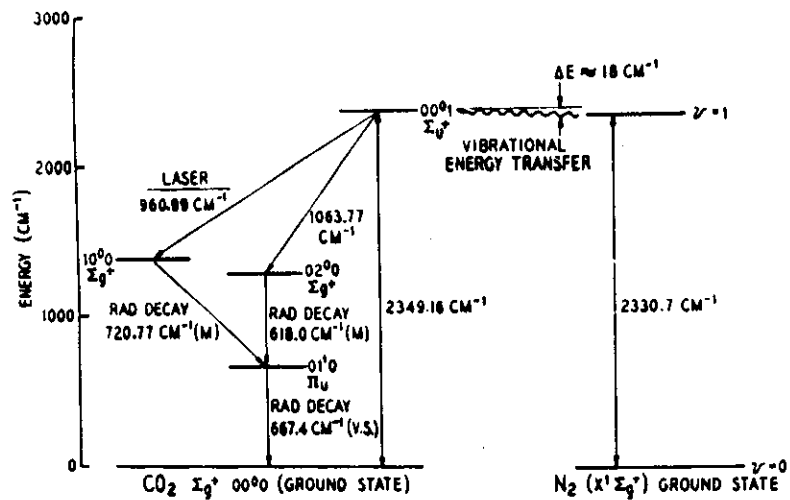 3000
ΔE ≈ 18 CM⁻¹
00⁰1
Σu⁺
ν=1
VIBRATIONAL
ENERGY TRANSFER
2000
LASER
960.89 CM⁻¹
1063.77
CM⁻¹
ENERGY (CM⁻¹)
10⁰0
Σg⁺
02⁰0
Σg⁺
1000
RAD DECAY
720.77 CM⁻¹(M)
RAD DECAY
618.0 CM⁻¹(M)
2349.16 CM⁻¹
2330.7 CM⁻¹
01¹0
Πu
RAD DECAY
667.4 CM⁻¹(V.S.)
0
ν=0
CO₂ Σg⁺ 00⁰0 (GROUND STATE)
N₂ (X¹Σg⁺) GROUND STATE